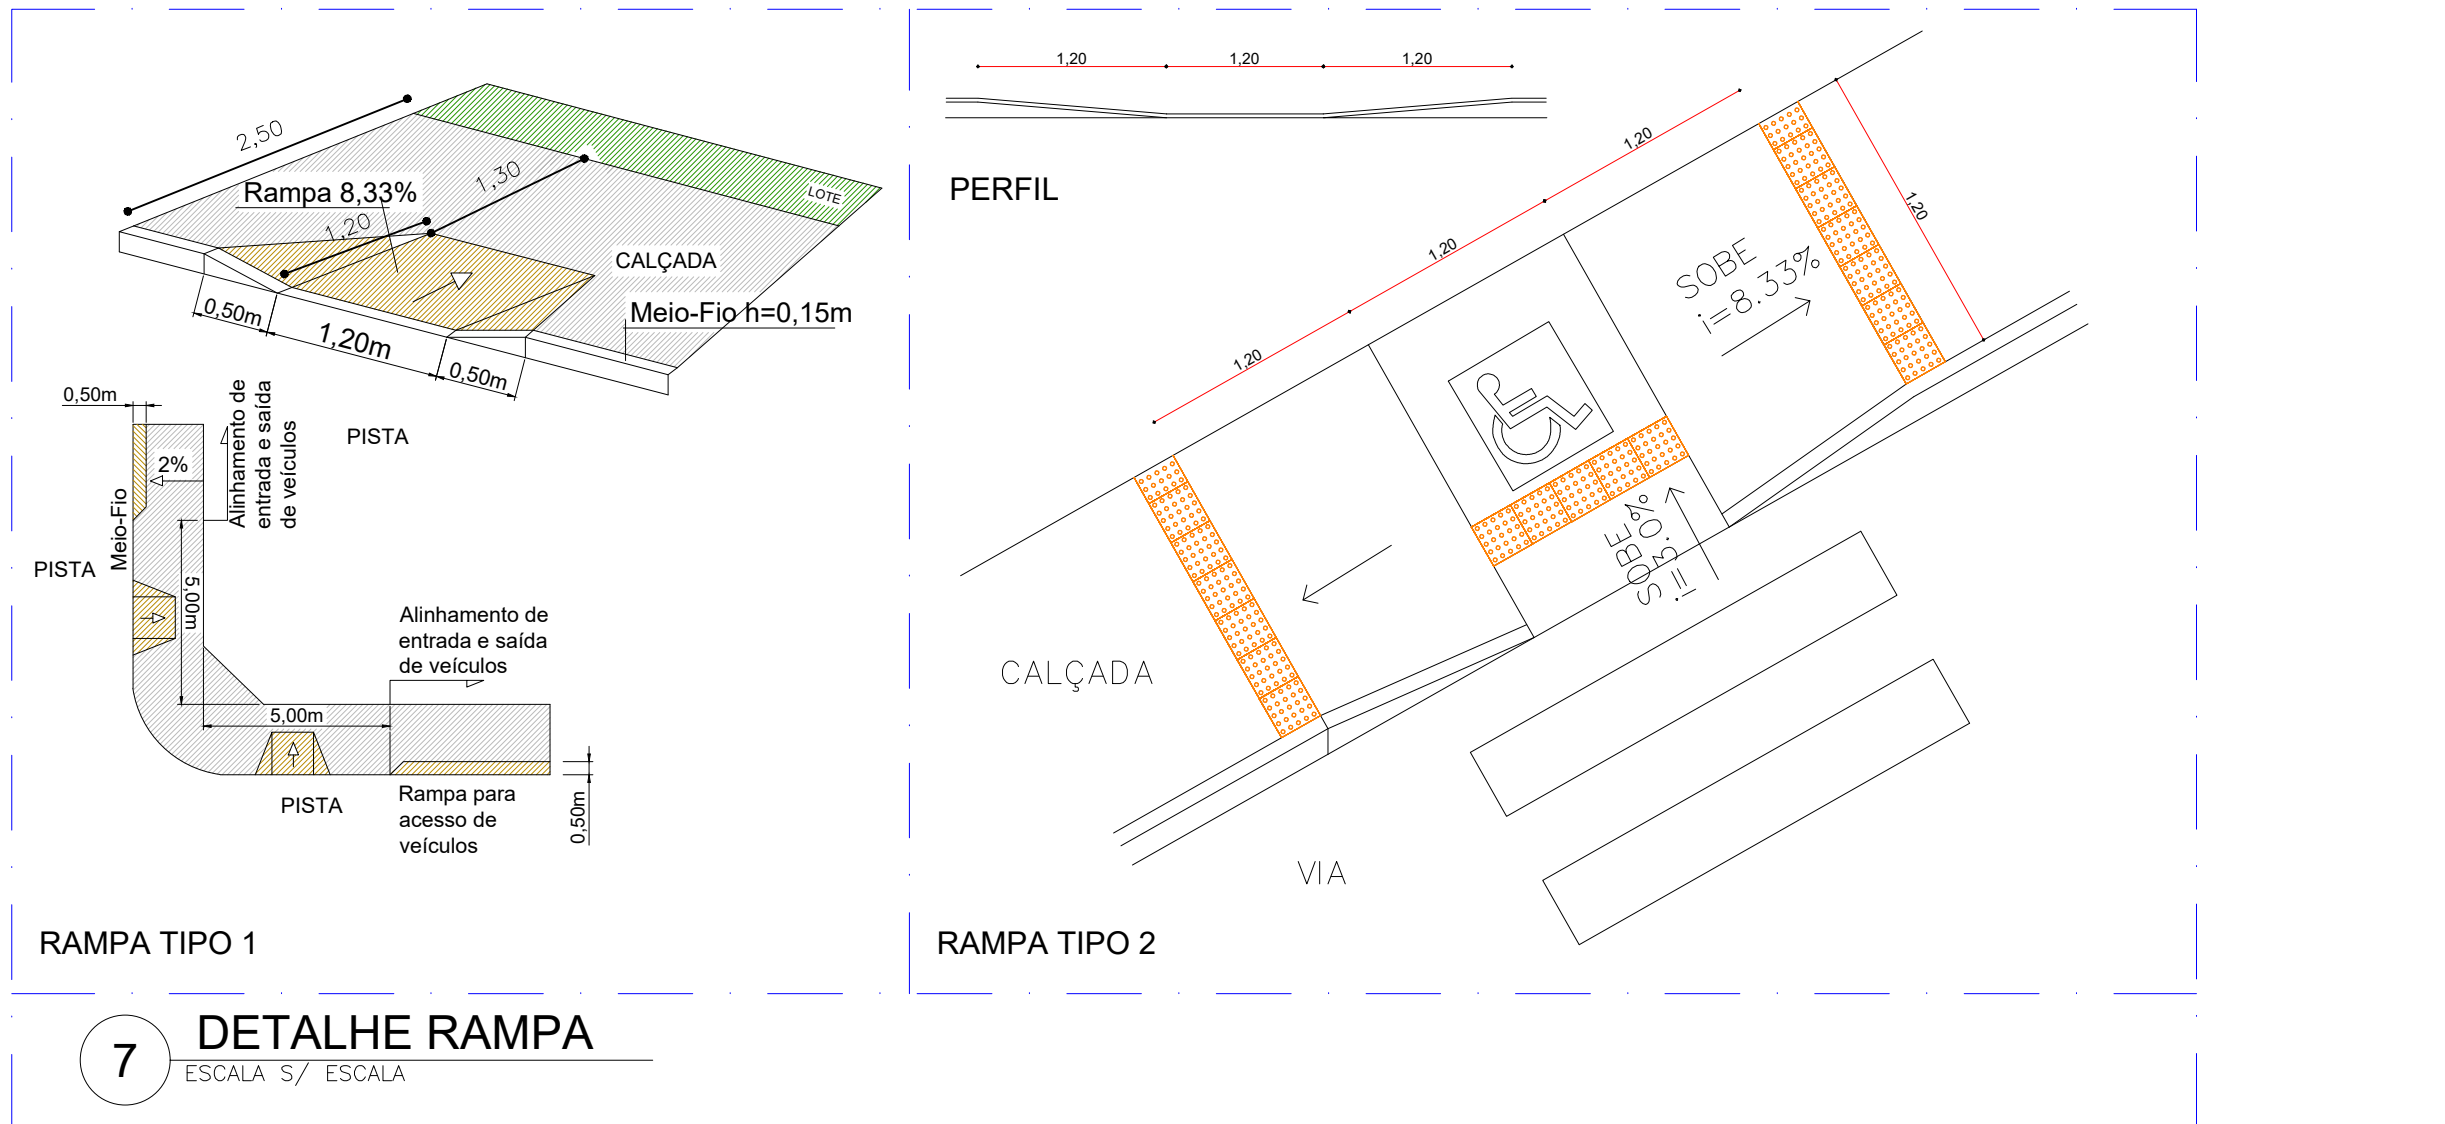 2,50
1,30
LOTE
Rampa 8,33%
1,20
CALÇADA
Meio-Fio h=0,15m
0,50m
1,20m
0,50m
0,50m
Alinhamento de
entrada e saída
de veículos
PISTA
2%
Meio-Fio
PISTA
5,00m
Alinhamento de
entrada e saída
de veículos
5,00m
PISTA
Rampa para
acesso de
veículos
0,50m
RAMPA TIPO 1
1,20
1,20
1,20
PERFIL
1,20
1,20
1,20
1,20
SOBE
i=8.33%
SOBE
i=3.0%
CALÇADA
VIA
RAMPA TIPO 2
7
DETALHE RAMPA
ESCALA S/ ESCALA